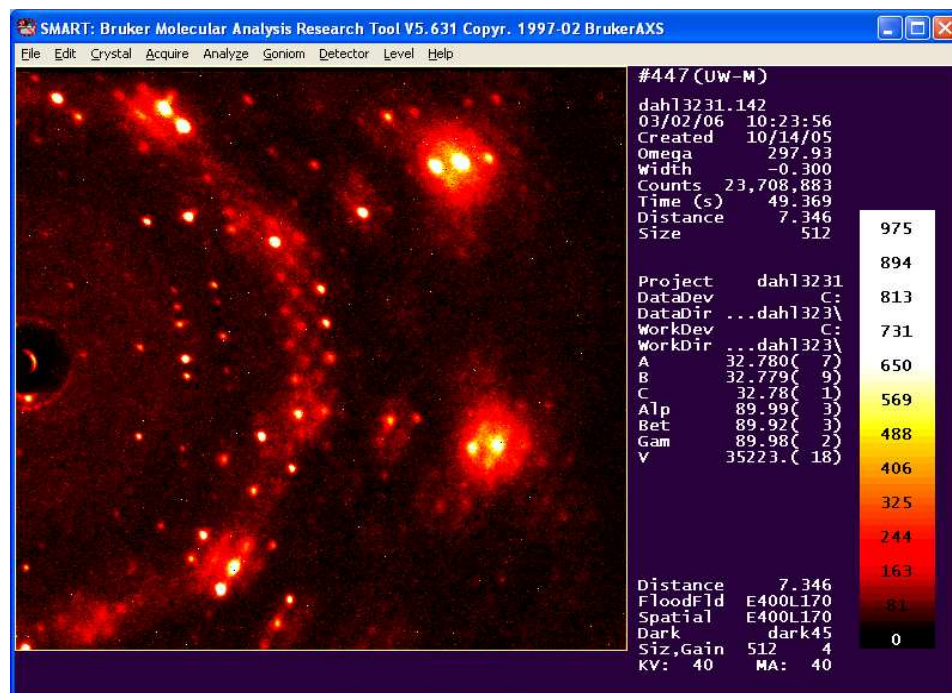 SMART: Bruker Molecular Analysis Research Tool V5.631 Copyr. 1997-02 BrukerAXS
File Edit Crystal Acquire Analyze Goniom Detector Level Help
#447(UW-M)
dahl3231.142
03/02/06 10:23:56
Created 10/14/05
Omega 297.93
Width -0.300
Counts 23,708,883
Time (s) 49.369
Distance 7.346
Size 512
Project dahl3231
DataDev C:
DataDir ...dahl323\
WorkDev C:
WorkDir ...dahl323\
A 32.780( 7)
B 32.779( 9)
C 32.78( 1)
Alp 89.99( 3)
Bet 89.92( 3)
Gam 89.98( 2)
V 35223.( 18)
Distance 7.346
FloodFld E400L170
Spatial E400L170
Dark dark45
Siz,Gain 512 4
KV: 40 MA: 40
975
894
813
731
650
569
488
406
325
244
163
81
0